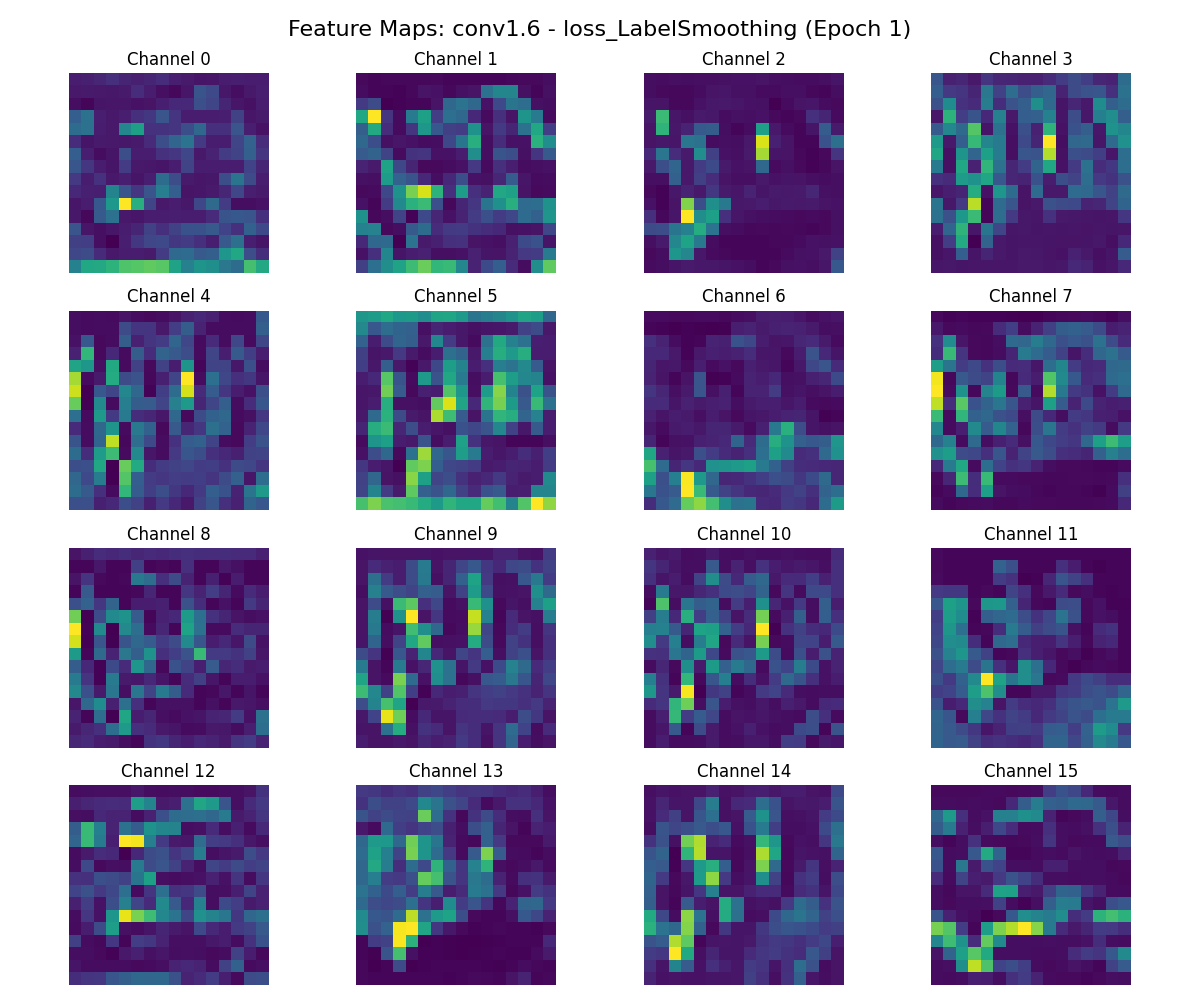 Feature Maps: conv1.6 - loss_LabelSmoothing (Epoch 1)
Channel 0
Channel 1
Channel 2
Channel 3
Channel 4
Channel 5
Channel 6
Channel 7
Channel 8
Channel 9
Channel 10
Channel 11
Channel 12
Channel 13
Channel 14
Channel 15